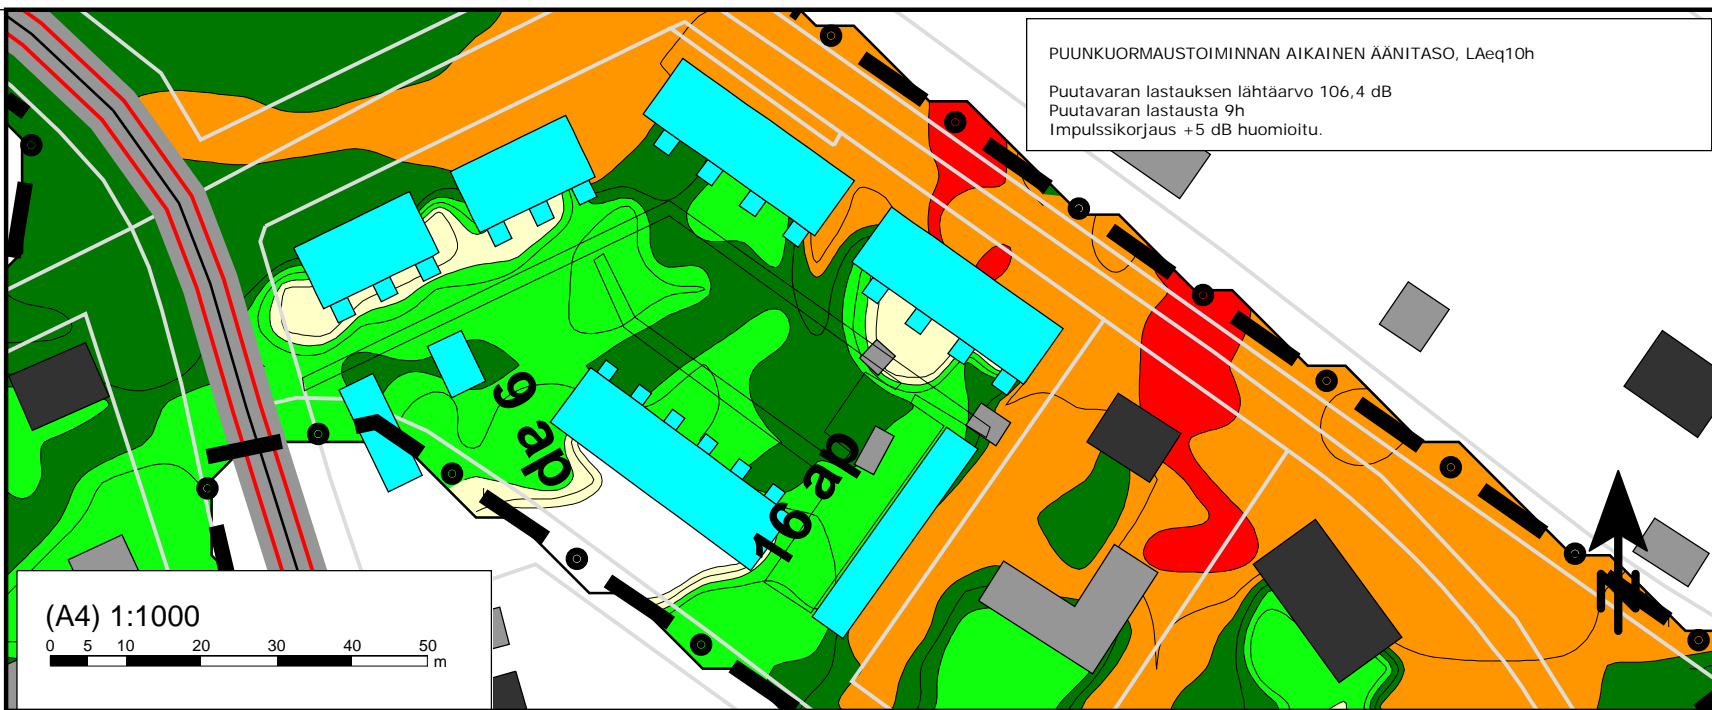 PUUNKUORMAUSTOIMINNAN AIKAINEN ÄÄNITASO, LAeq10h
Puutavaran lastauksen lähtäarvo 106,4 dB
Puutavaran lastausta 9h
Impulssikorjaus +5 dB huomioitu.
9 ap
16 ap
N
(A4) 1:1000
0 5 10 20 30 40 50
m